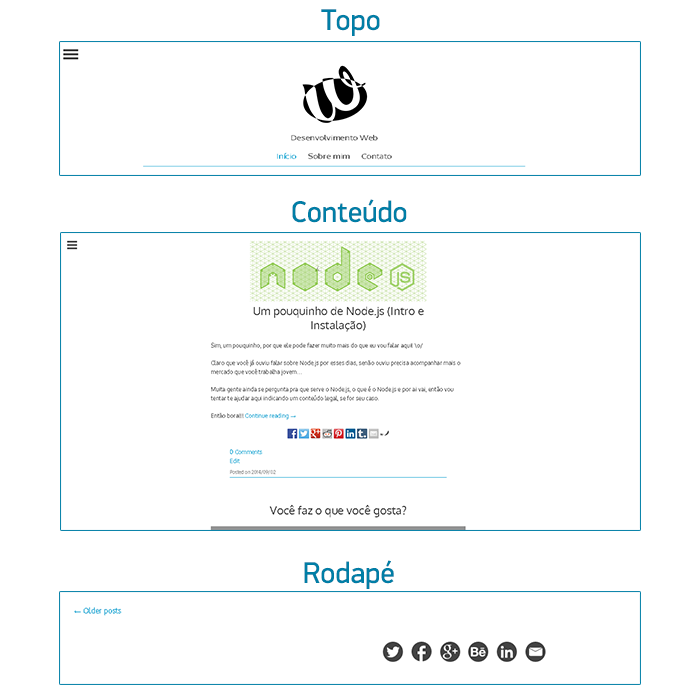 Topo
Desenvolvimento Web
Início Sobre mim Contato
Conteúdo
node
JS
Um pouquinho de Node.js (Intro e
Instalação)
Sim, um pouquinho, por que ele pode fazer muito mais do que eu vou falar aqui! \o/
Claro que você já ouviu falar sobre Node.js por esses dias, senão ouviu precisa acompanhar mais o
mercado que você trabalha jovem...
Muita gente ainda se pergunta pra que serve o Node.js, o que é o Node.js e por ai vai, então vou
tentar te ajudar aqui indicando um conteúdo legal, se for seu caso.
Então bora!!! Continue reading →
0 Comments
Edit
Posted on 2016/09/02
Você faz o que você gosta?
Rodapé
← Older posts